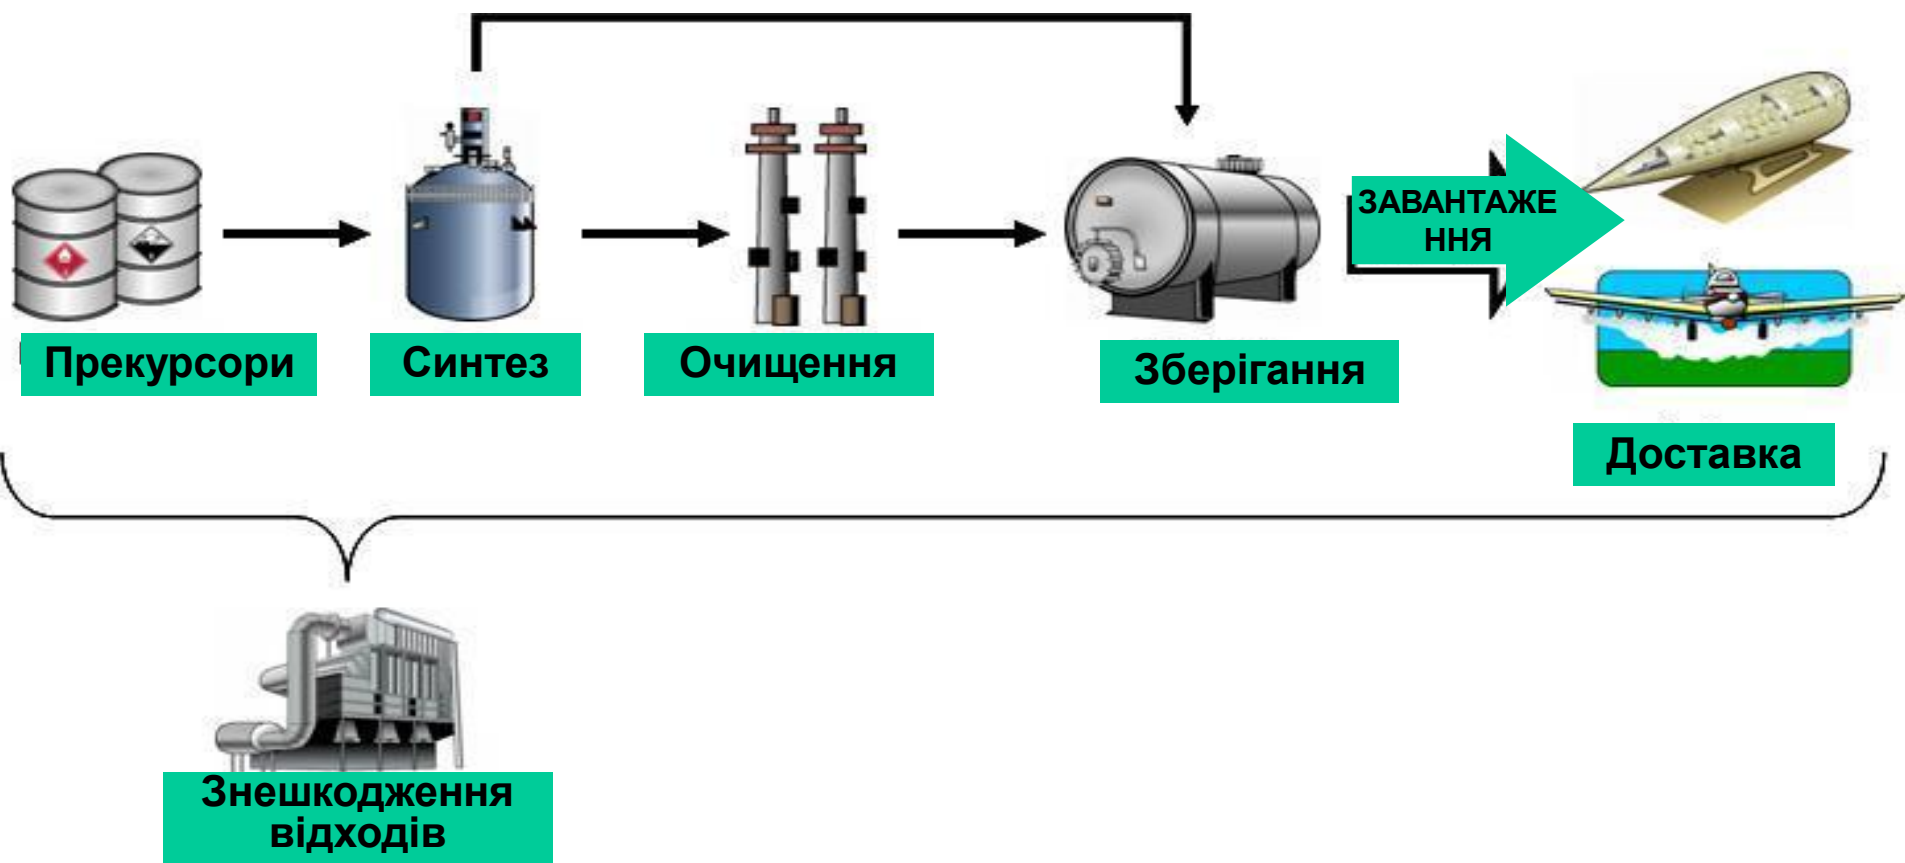 ЗАВАНТАЖЕ
ННЯ
Прекурсори
Синтез
Очищення
Зберігання
Доставка
Знешкодження
відходів